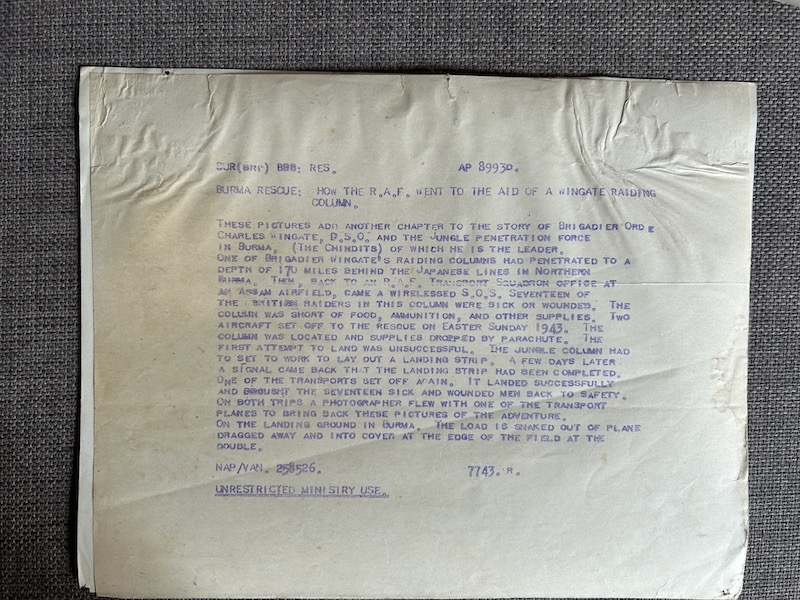 BUR(BRI) BBB: RES. AP 8993D.
BURMA RESCUE: HOW THE R.A.F. WENT TO THE AID OF A WINGATE RAIDING
COLUMN.
THESE PICTURES ADD ANOTHER CHAPTER TO THE STORY OF BRIGADIER ORDE
CHARLES WINGATE, D.S.O. AND THE JUNGLE PENETRATION FORCE
IN BURMA. (THE CHINDITS) OF WHICH HE IS THE LEADER.
ONE OF BRIGADIER WINGATE'S RAIDING COLUMNS HAD PENETRATED TO A
DEPTH OF 170 MILES BEHIND THE JAPANESE LINES IN NORTHERN
BURMA. THEN, BACK TO AN R.A.F. TRANSPORT SQUADRON OFFICE AT
AN ASSAM AIRFIELD, CAME A WIRELESSED S.O.S. SEVENTEEN OF
THE BRITISH RAIDERS IN THIS COLUMN WERE SICK OR WOUNDED. THE
COLUMN WAS SHORT OF FOOD, AMMUNITION, AND OTHER SUPPLIES. TWO
AIRCRAFT SET OFF TO THE RESCUE ON EASTER SUNDAY 1943. THE
COLUMN WAS LOCATED AND SUPPLIES DROPPED BY PARACHUTE. THE
FIRST ATTEMPT TO LAND WAS UNSUCCESSFUL. THE JUNGLE COLUMN HAD
TO SET TO WORK TO LAY OUT A LANDING STRIP. A FEW DAYS LATER
A SIGNAL CAME BACK THAT THE LANDING STRIP HAD BEEN COMPLETED.
ONE OF THE TRANSPORTS SET OFF AGAIN. IT LANDED SUCCESSFULLY
AND BROUGHT THE SEVENTEEN SICK AND WOUNDED MEN BACK TO SAFETY.
ON BOTH TRIPS A PHOTOGRAPHER FLEW WITH ONE OF THE TRANSPORT
PLANES TO BRING BACK THESE PICTURES OF THE ADVENTURE.
ON THE LANDING GROUND IN BURMA. THE LOAD IS SNAKED OUT OF PLANE
DRAGGED AWAY AND INTO COVER AT THE EDGE OF THE FIELD AT THE
DOUBLE.
NAP/VAN. 258526. 7743. R.
UNRESTRICTED MINISTRY USE.